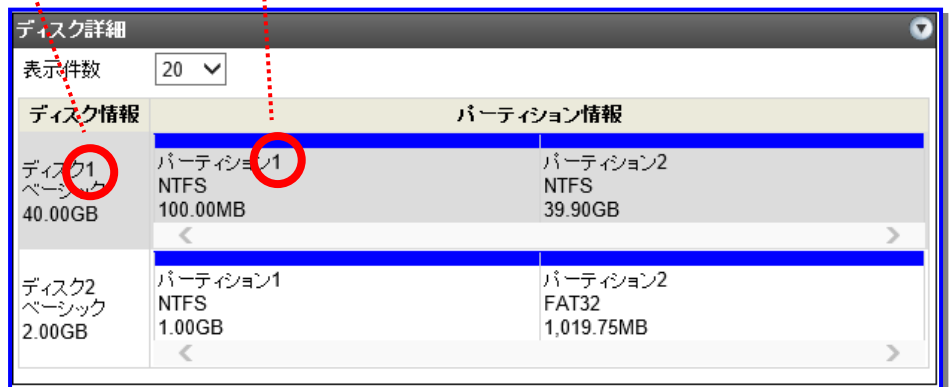 ディスク詳細
表示件数 20
ディスク情報 パーティション情報
ディスク1
ベーシック
40.00GB
パーティション1
NTFS
100.00MB
パーティション2
NTFS
39.90GB
ディスク2
ベーシック
2.00GB
パーティション1
NTFS
1.00GB
パーティション2
FAT32
1,019.75MB